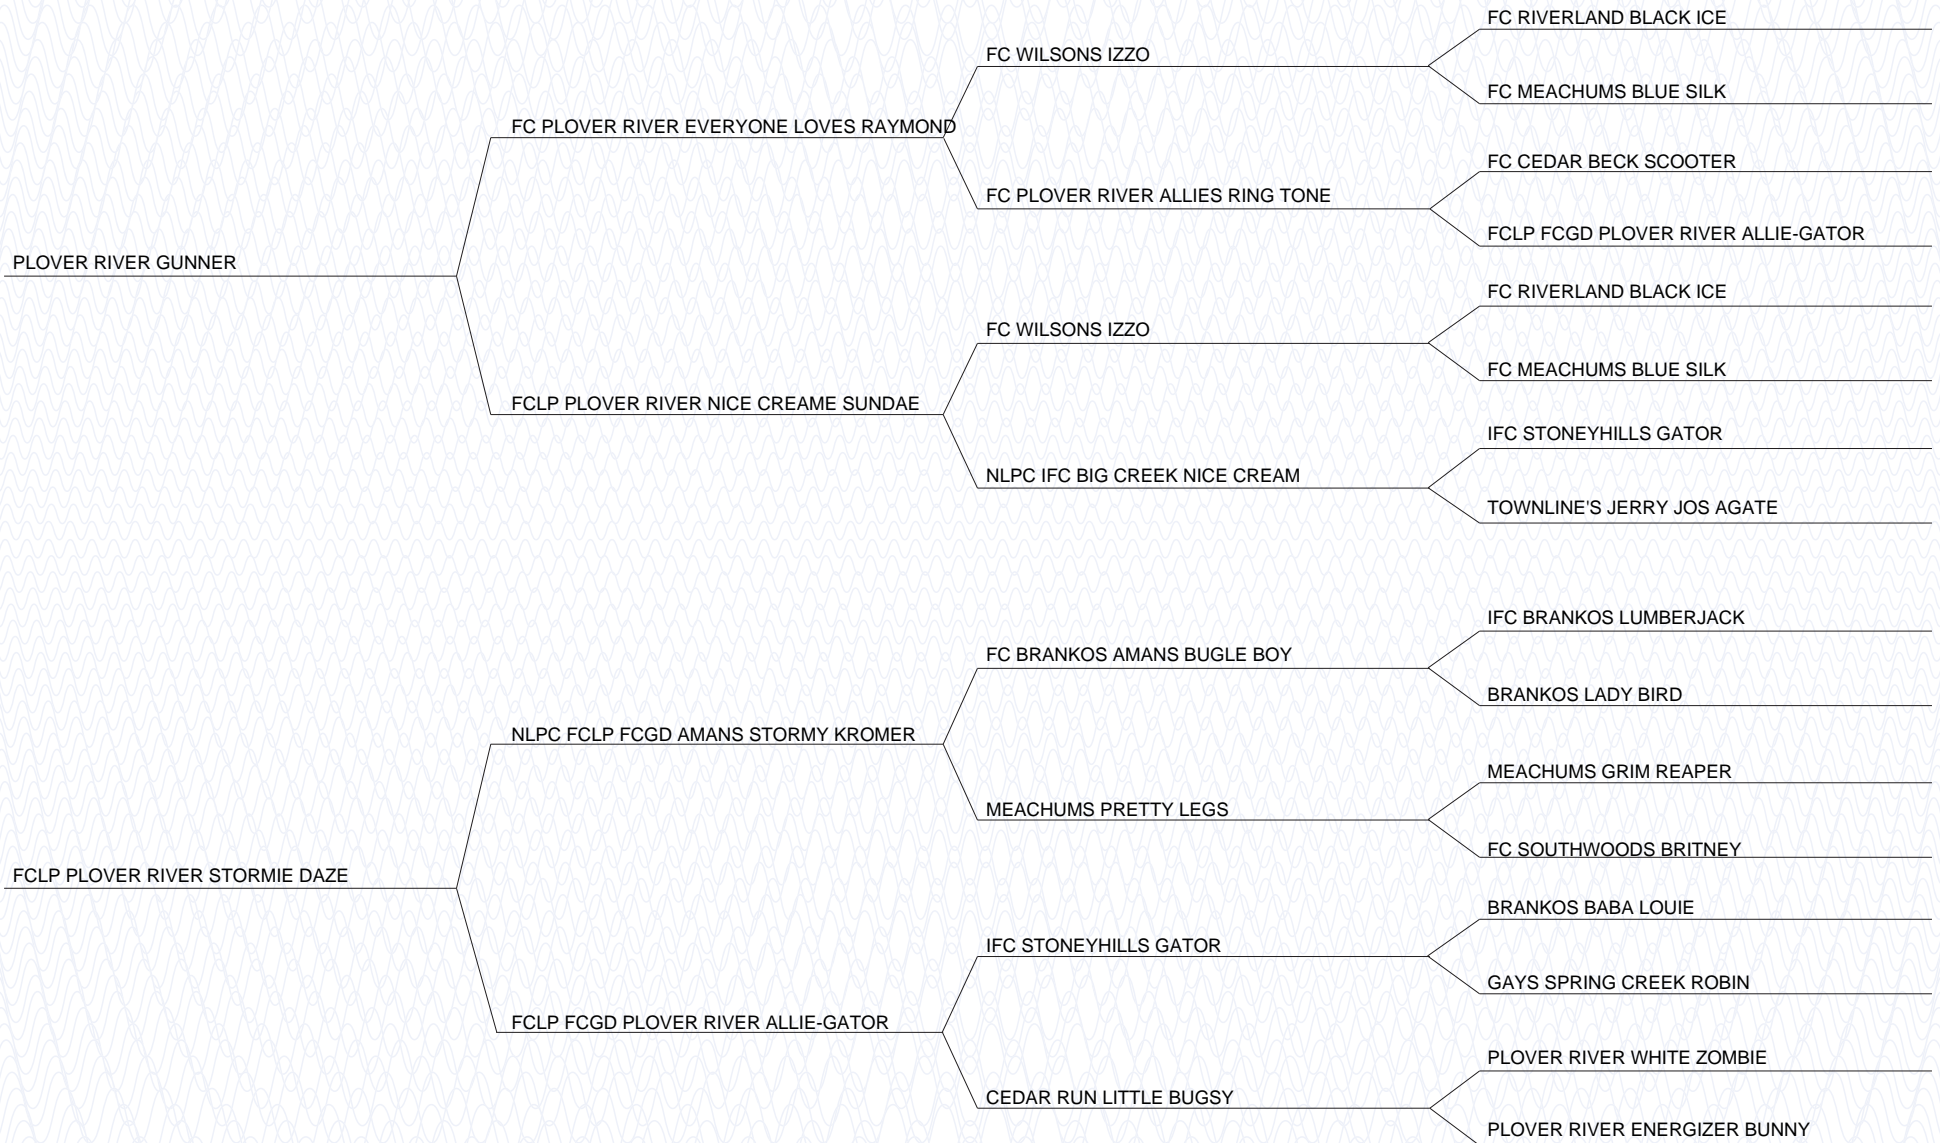 FC RIVERLAND BLACK ICE
FC WILSONS IZZO
FC MEACHUMS BLUE SILK
FC PLOVER RIVER EVERYONE LOVES RAYMOND
FC CEDAR BECK SCOOTER
FC PLOVER RIVER ALLIES RING TONE
FCLP FCGD PLOVER RIVER ALLIE-GATOR
PLOVER RIVER GUNNER
FC RIVERLAND BLACK ICE
FC WILSONS IZZO
FC MEACHUMS BLUE SILK
FCLP PLOVER RIVER NICE CREAME SUNDAE
IFC STONEYHILLS GATOR
NLPC IFC BIG CREEK NICE CREAM
TOWNLINE'S JERRY JOS AGATE
IFC BRANKOS LUMBERJACK
FC BRANKOS AMANS BUGLE BOY
BRANKOS LADY BIRD
NLPC FCLP FCGD AMANS STORMY KROMER
MEACHUMS GRIM REAPER
MEACHUMS PRETTY LEGS
FC SOUTHWOODS BRITNEY
FCLP PLOVER RIVER STORMIE DAZE
BRANKOS BABA LOUIE
IFC STONEYHILLS GATOR
GAYS SPRING CREEK ROBIN
FCLP FCGD PLOVER RIVER ALLIE-GATOR
PLOVER RIVER WHITE ZOMBIE
CEDAR RUN LITTLE BUGSY
PLOVER RIVER ENERGIZER BUNNY